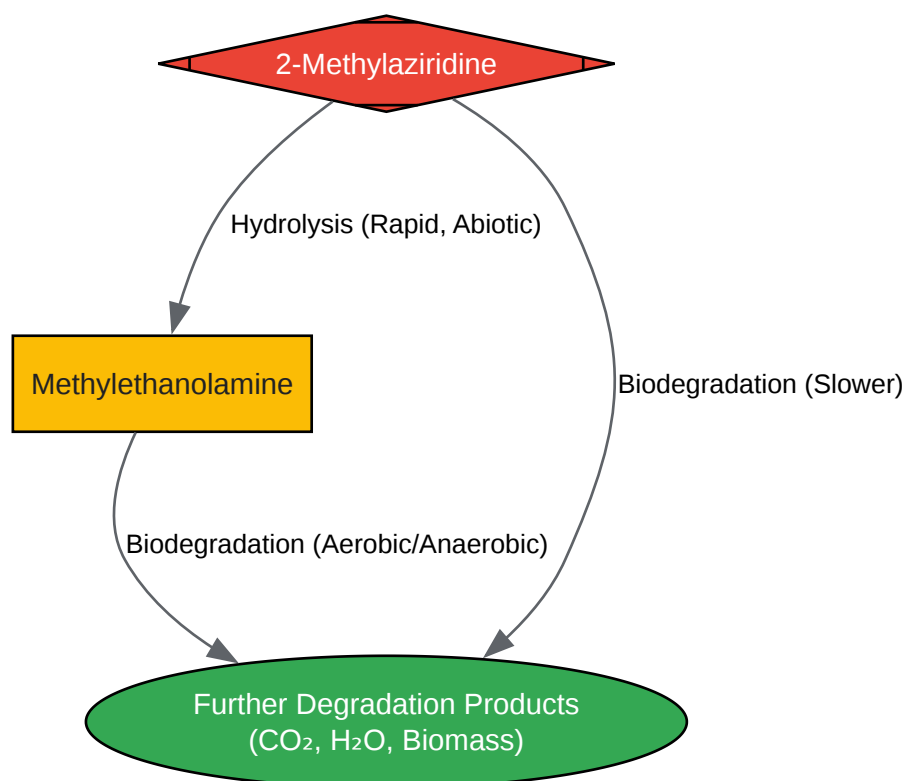 2-Methylaziridine
Hydrolysis (Rapid, Abiotic)
Methylethanolamine
Biodegradation (Slower)
Biodegradation (Aerobic/Anaerobic)
Further Degradation Products
(CO₂, H₂O, Biomass)